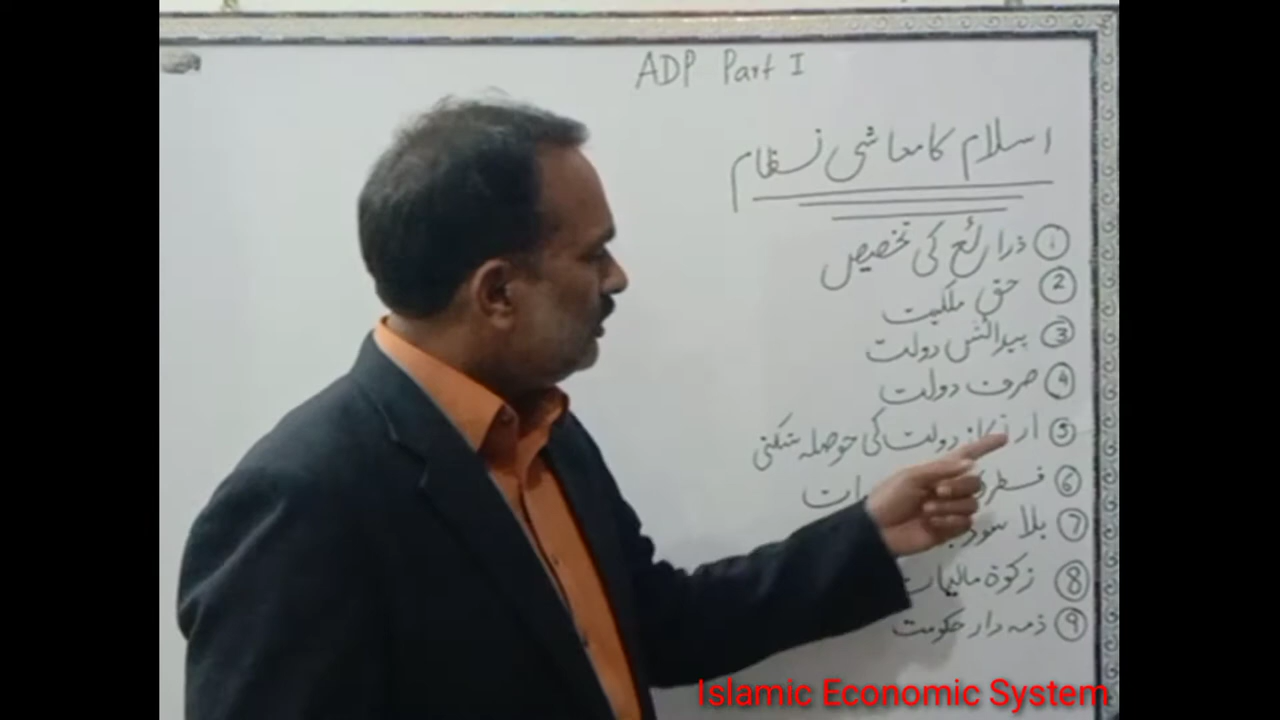 ADP Part I
اسلام کا معاشی نظام
① ذرائع کی تخصیص
② حق ملکیت
③ پیدائش دولت
④ صرف دولت
⑤ ارتکاز دولت کی حوصلہ شکنی
⑥
⑦ بلا سود
⑧ زکوٰۃ مالیات
⑨ ذمہ دار حکومت
Islamic Economic System